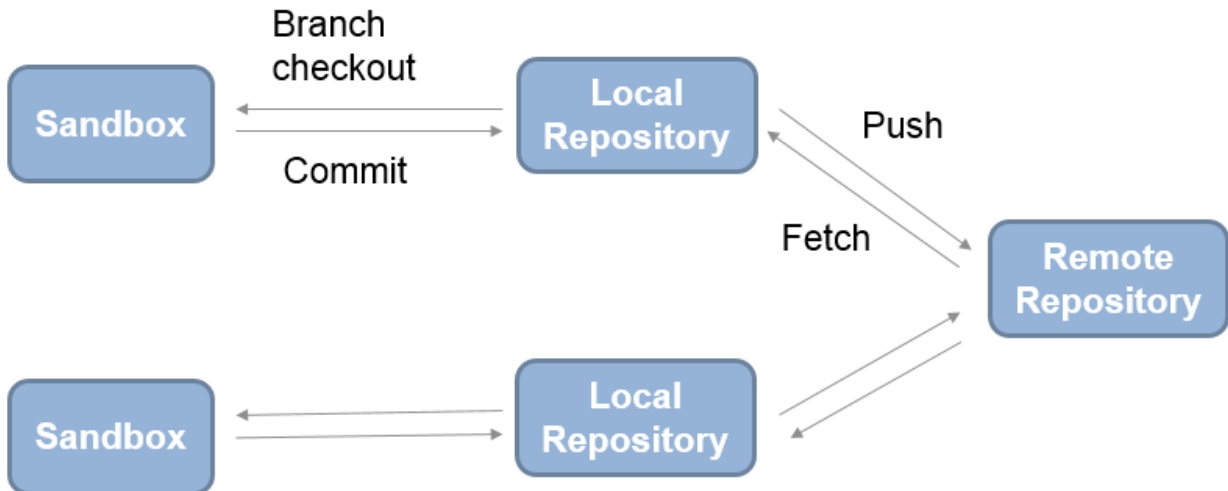 Branch
checkout
Sandbox
Local
Repository
Commit
Push
Fetch
Remote
Repository
Sandbox
Local
Repository